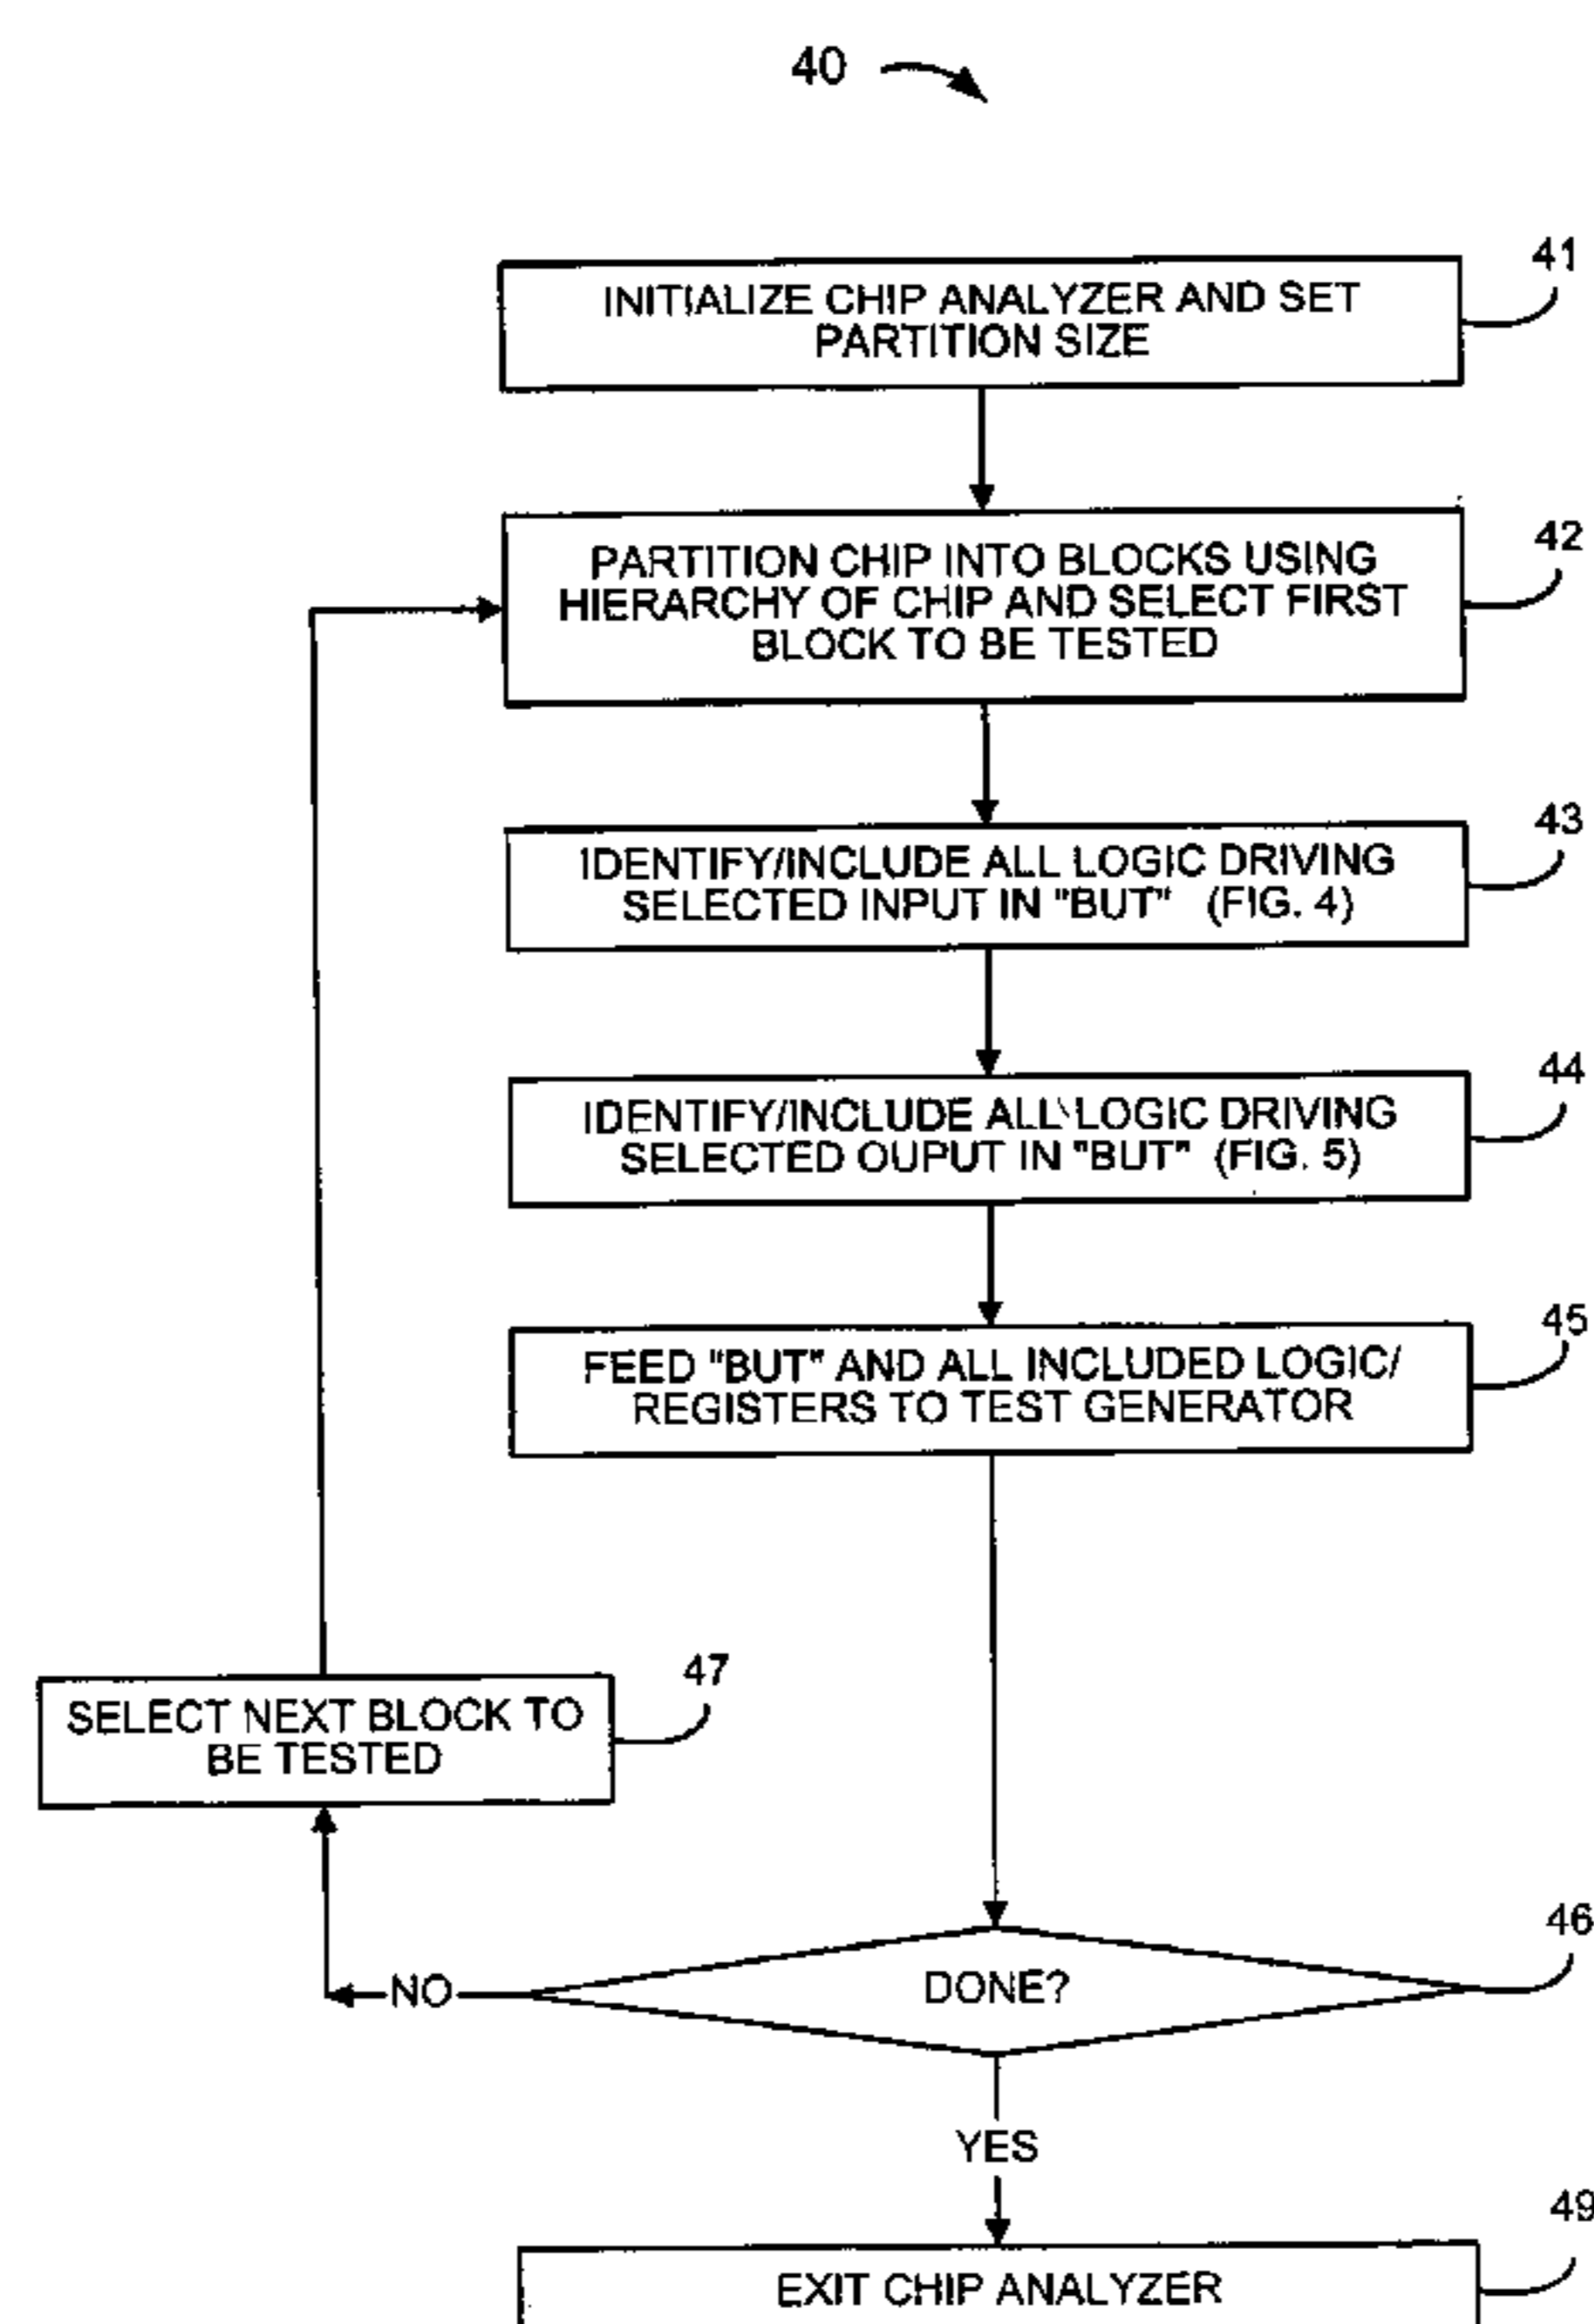 40
41
INITIALIZE CHIP ANALYZER AND SET
PARTITION SIZE
42
PARTITION CHIP INTO BLOCKS USING
HIERARCHY OF CHIP AND SELECT FIRST
BLOCK TO BE TESTED
43
IDENTIFY/INCLUDE ALL LOGIC DRIVING
SELECTED INPUT IN "BUT" (FIG. 4)
44
IDENTIFY/INCLUDE ALL LOGIC DRIVING
SELECTED OUPUT IN "BUT" (FIG. 5)
45
FEED "BUT" AND ALL INCLUDED LOGIC/
REGISTERS TO TEST GENERATOR
47
SELECT NEXT BLOCK TO
BE TESTED
46
DONE?
NO
YES
49
EXIT CHIP ANALYZER